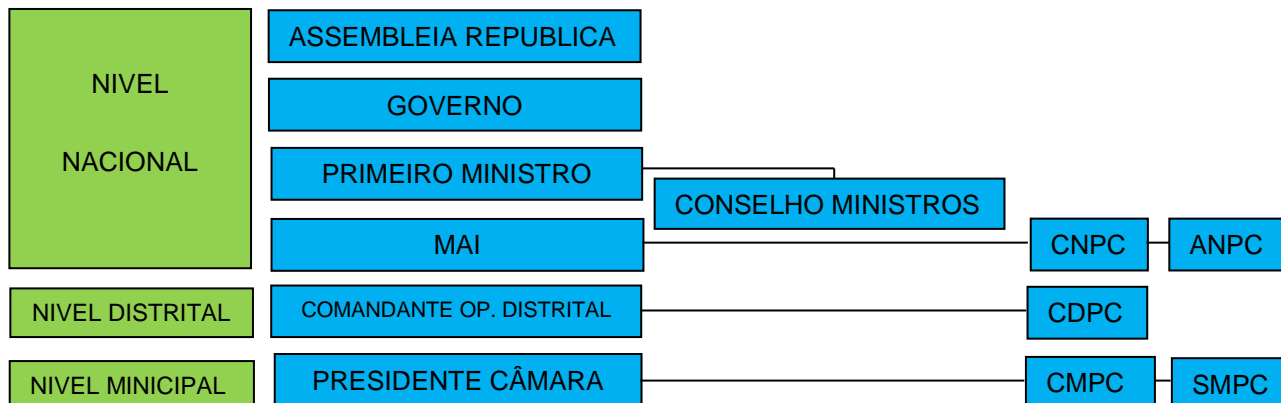 NIVEL
NACIONAL
ASSEMBLEIA REPUBLICA
GOVERNO
PRIMEIRO MINISTRO
CONSELHO MINISTROS
MAI
CNPC
ANPC
NIVEL DISTRITAL
COMANDANTE OP. DISTRITAL
CDPC
NIVEL MINICIPAL
PRESIDENTE CÂMARA
CMPC
SMPC